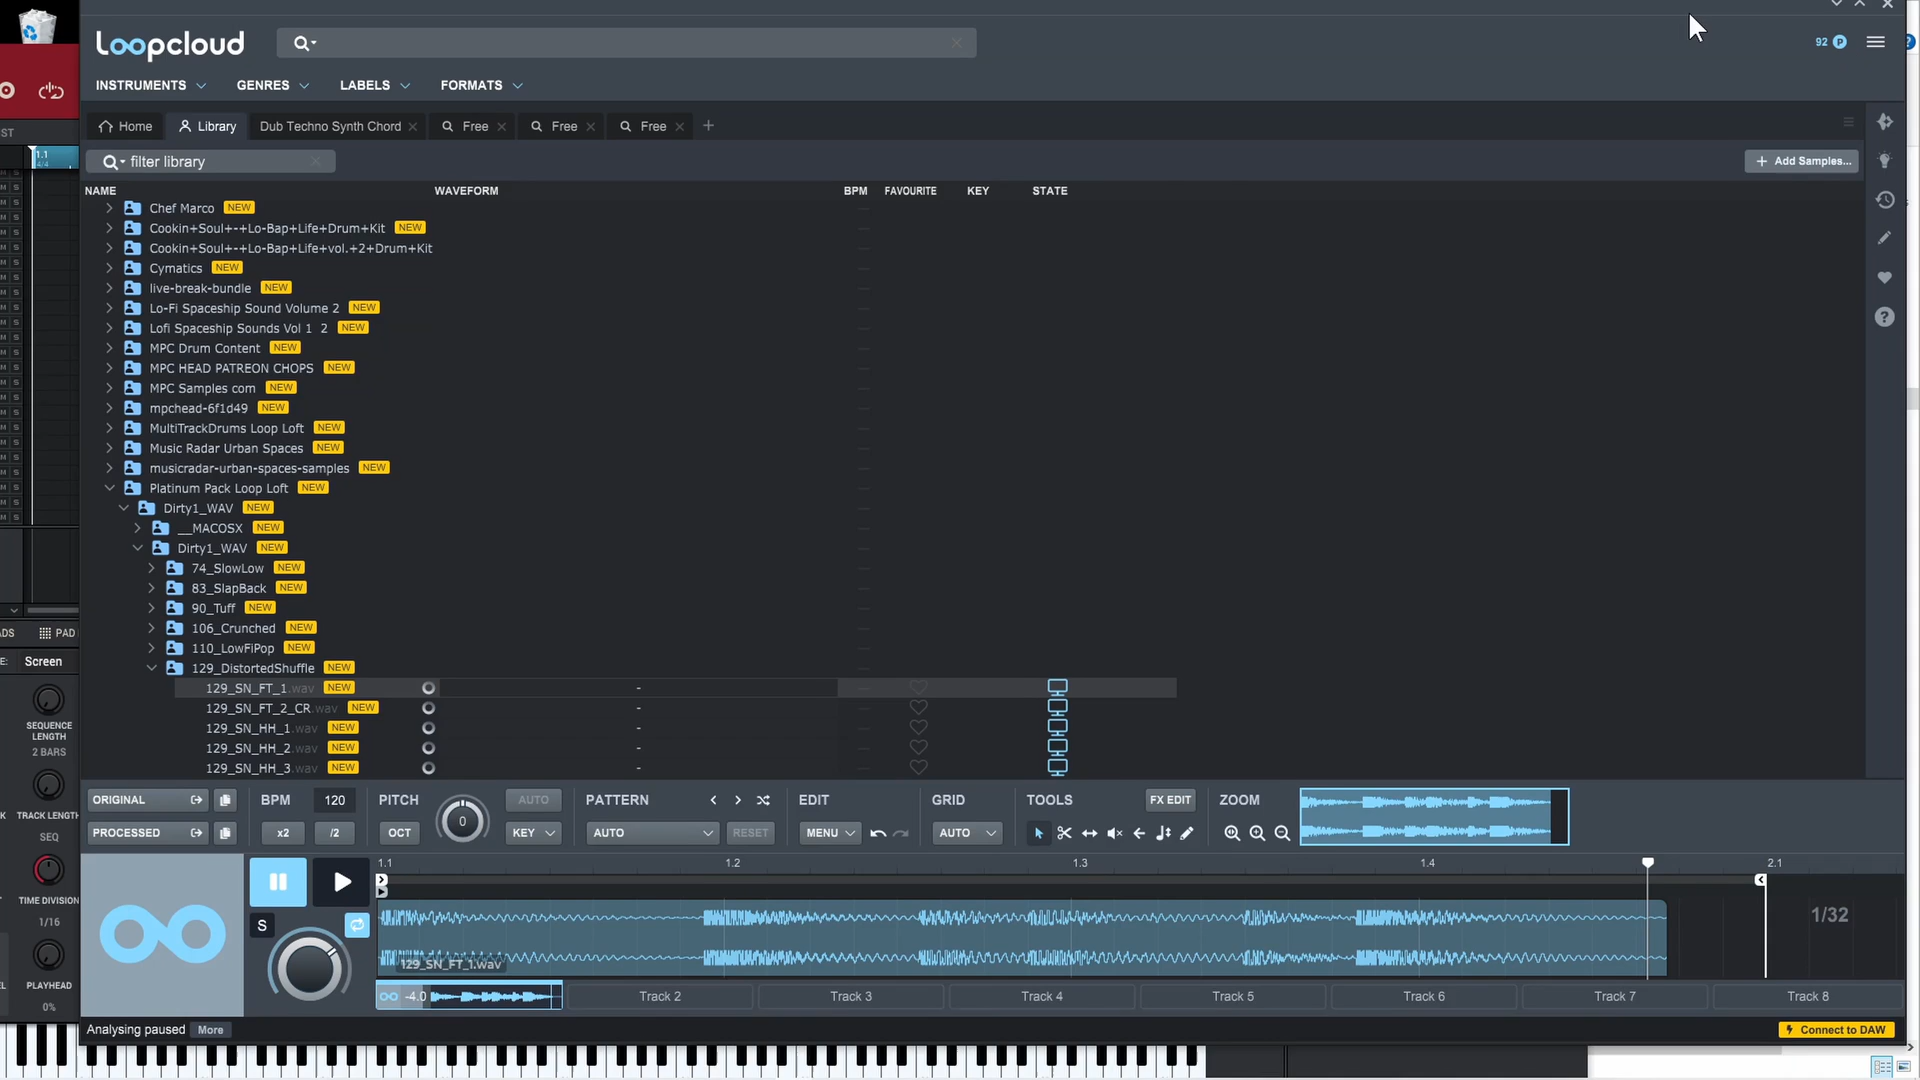 Loopcloud
92 P
INSTRUMENTS GENRES LABELS FORMATS
Home Library Dub Techno Synth Chord Free Free Free
filter library
+ Add Samples...
NAME WAVEFORM BPM FAVOURITE KEY STATE
Chef Marco NEW
Cookin+Soul+-+Lo-Bap+Life+Drum+Kit NEW
Cookin+Soul+-+Lo-Bap+Life+vol.+2+Drum+Kit
Cymatics NEW
live-break-bundle NEW
Lo-Fi Spaceship Sound Volume 2 NEW
Lofi Spaceship Sounds Vol 1 2 NEW
MPC Drum Content NEW
MPC HEAD PATREON CHOPS NEW
MPC Samples com NEW
mpchead-6f1d49 NEW
MultiTrackDrums Loop Loft NEW
Music Radar Urban Spaces NEW
musicradar-urban-spaces-samples NEW
Platinum Pack Loop Loft NEW
Dirty1_WAV NEW
__MACOSX NEW
Dirty1_WAV NEW
74_SlowLow NEW
83_SlapBack NEW
90_Tuff NEW
106_Crunched NEW
110_LowFiPop NEW
129_DistortedShuffle NEW
129_SN_FT_1.wav NEW -
129_SN_FT_2_CR.wav NEW -
129_SN_HH_1.wav NEW -
129_SN_HH_2.wav NEW -
129_SN_HH_3.wav NEW -
ORIGINAL BPM 120 PITCH 0 AUTO PATTERN EDIT GRID TOOLS FX EDIT ZOOM
PROCESSED x2 /2 OCT KEY AUTO RESET MENU AUTO
1.1 1.2 1.3 1.4 2.1
S
1/32
129_SN_FT_1.wav
-4.0 Track 2 Track 3 Track 4 Track 5 Track 6 Track 7 Track 8
Analysing paused More
Connect to DAW
ST
1.1
4/4
ADS PAD
E: Screen
SEQUENCE
LENGTH
2 BARS
TRACK LENGTH
SEQ
TIME DIVISION
1/16
PLAYHEAD
0%